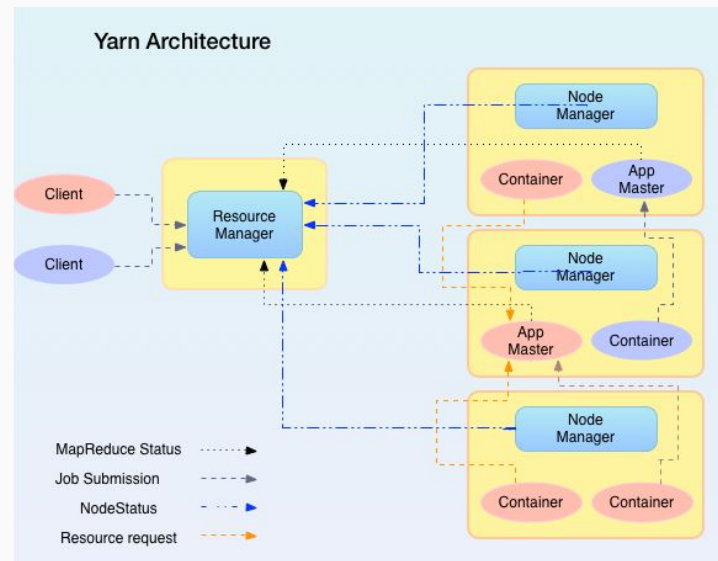 Yarn Architecture
Node
Manager
Container
App
Master
Client
Client
Resource
Manager
Node
Manager
App
Master
Container
Node
Manager
Container
Container
MapReduce Status
Job Submission
NodeStatus
Resource request